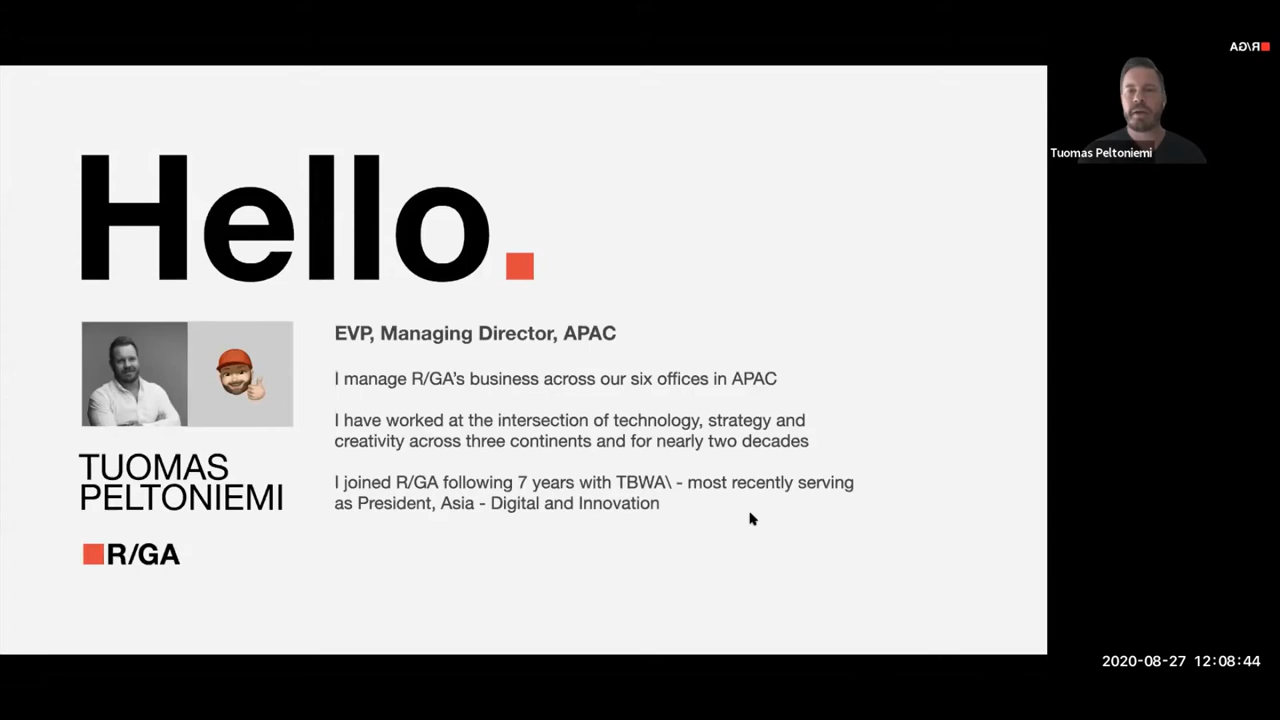 Hello.
EVP, Managing Director, APAC
I manage R/GA’s business across our six offices in APAC
I have worked at the intersection of technology, strategy and
creativity across three continents and for nearly two decades
I joined R/GA following 7 years with TBWA\ - most recently serving
as President, Asia - Digital and Innovation
TUOMAS
PELTONIEMI
R/GA
R/GA
Tuomas Peltoniemi
2020-08-27 12:08:44